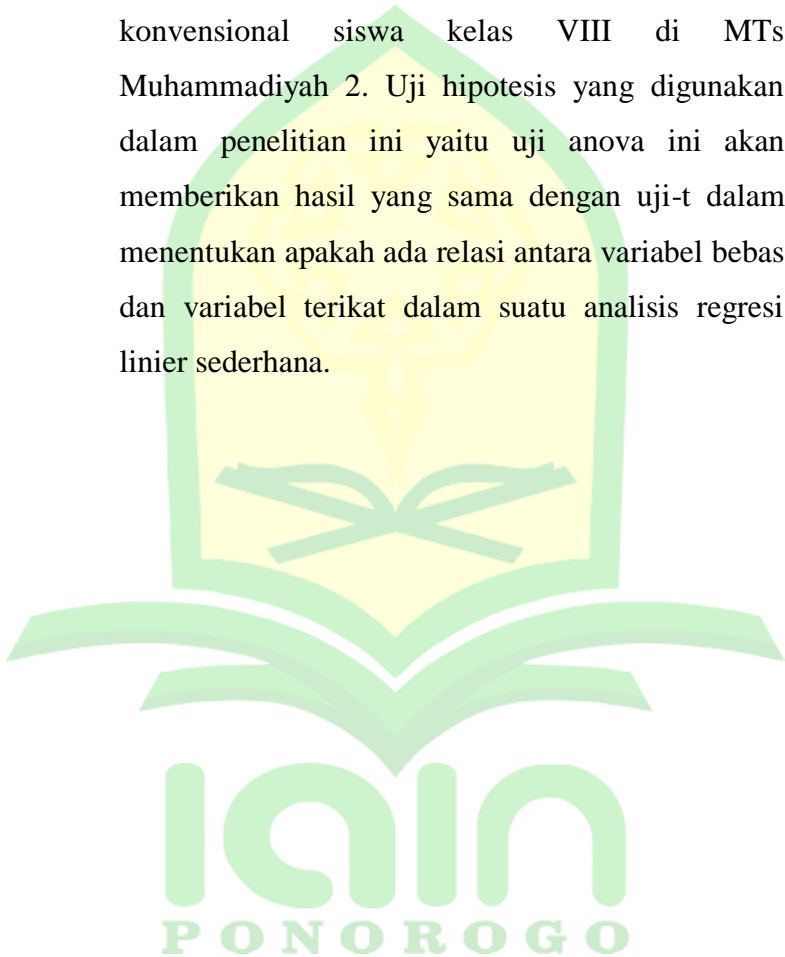 konvensional siswa kelas VIII di MTs
Muhammadiyah 2. Uji hipotesis yang digunakan
dalam penelitian ini yaitu uji anova ini akan
memberikan hasil yang sama dengan uji-t dalam
menentukan apakah ada relasi antara variabel bebas
dan variabel terikat dalam suatu analisis regresi
linier sederhana.
iain
PONOROGO